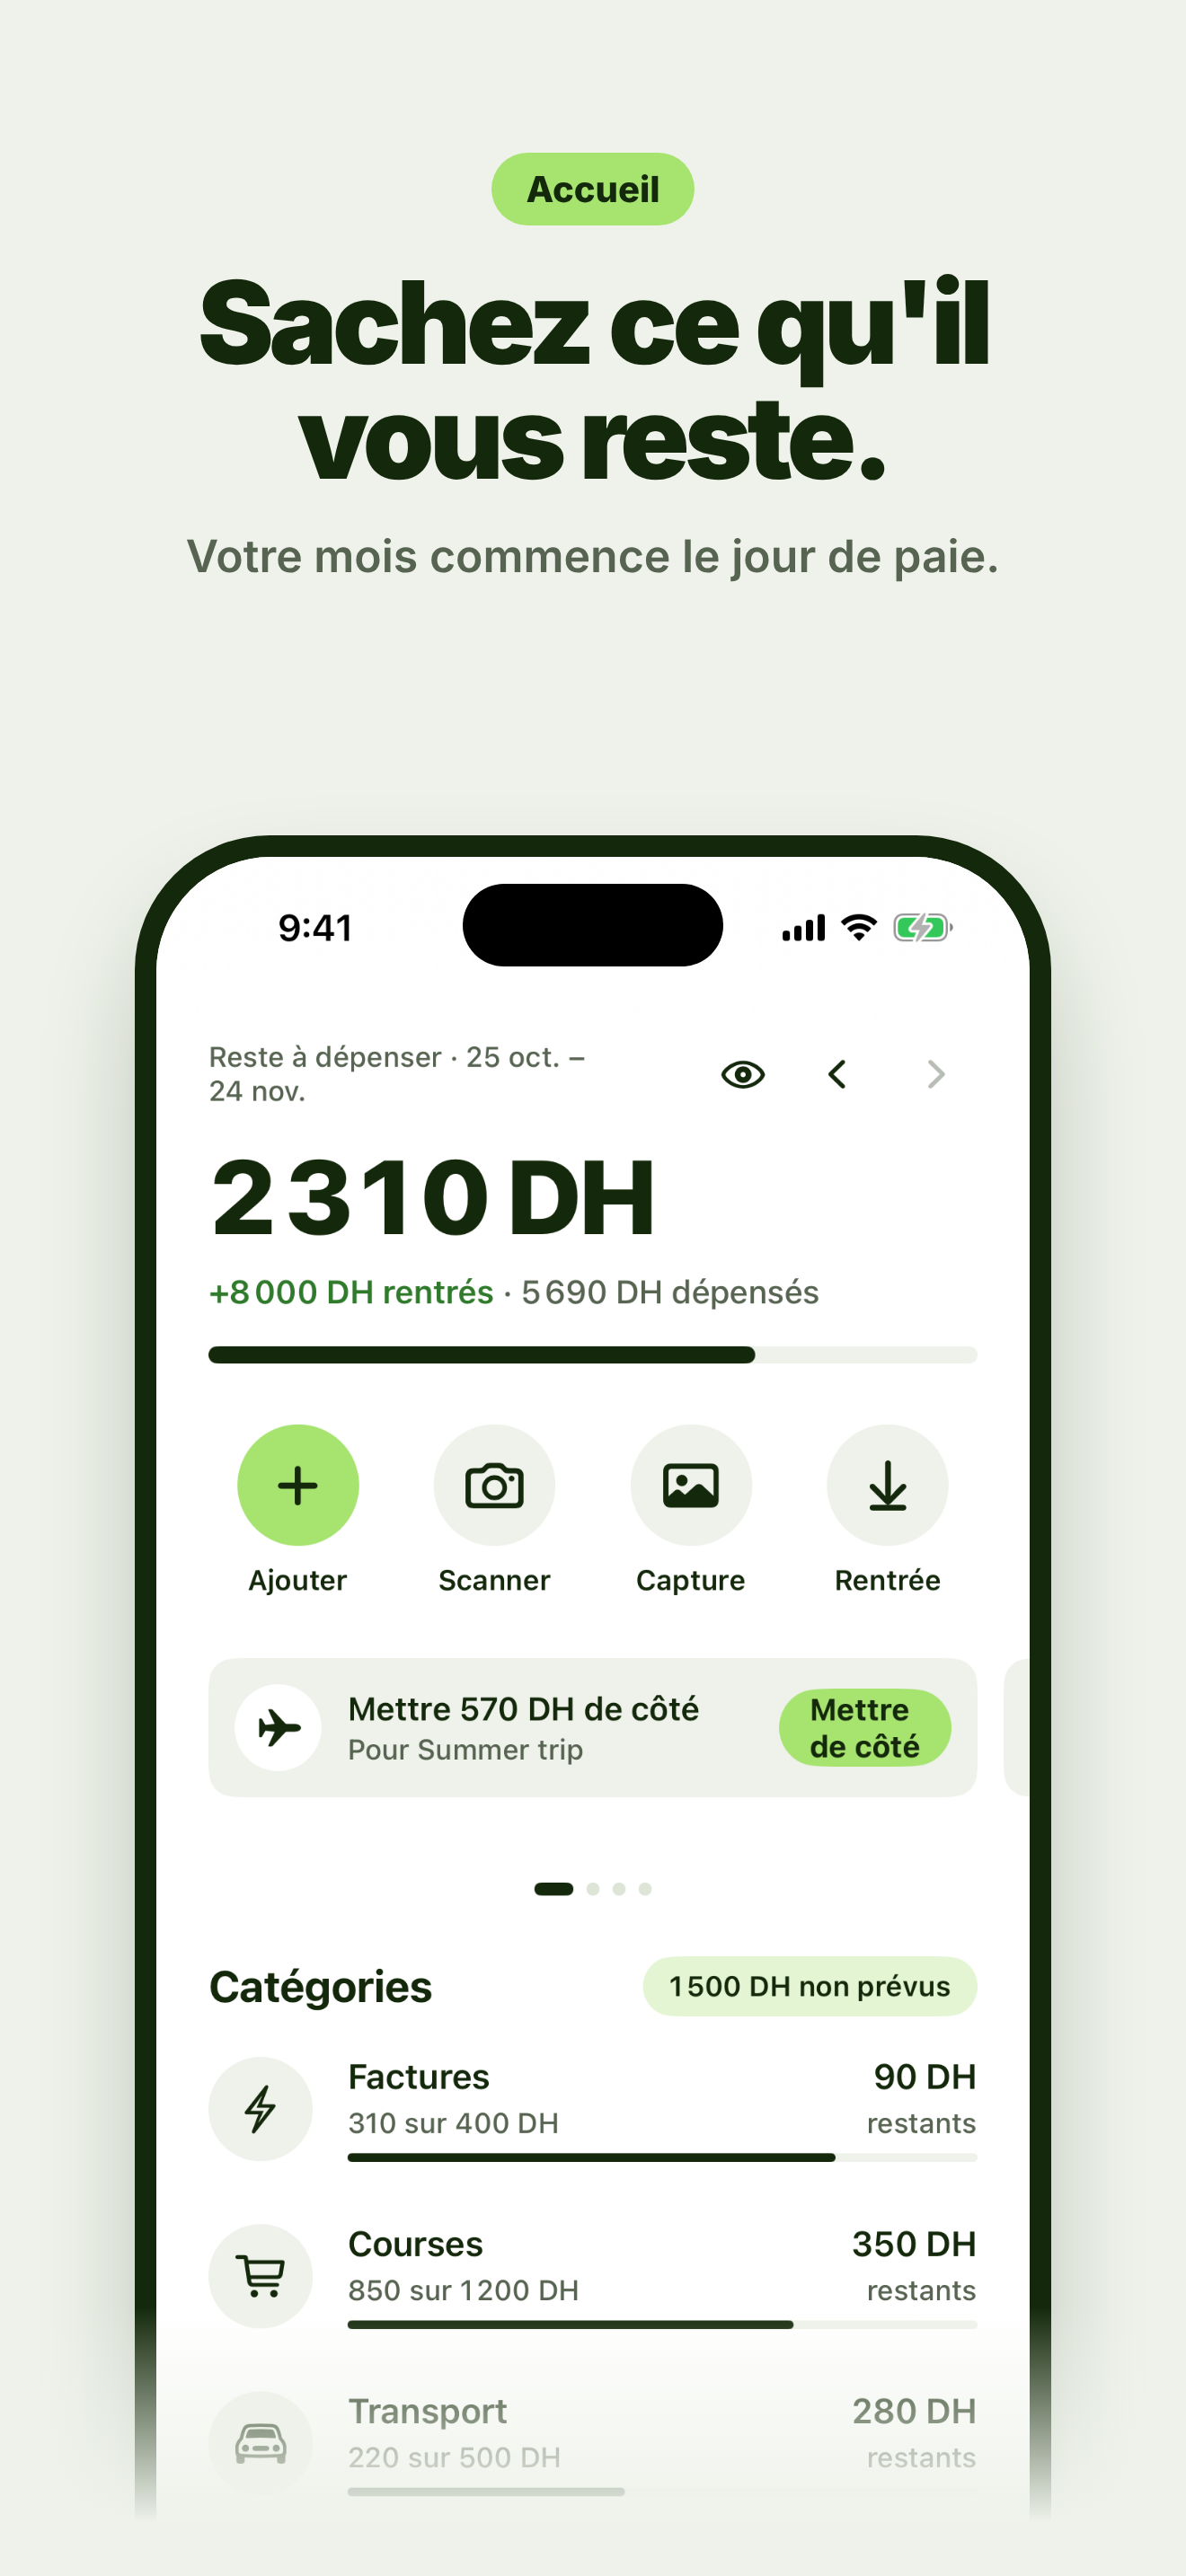 Accueil
Sachez ce qu'il
vous reste.
Votre mois commence le jour de paie.
9:41
Reste à dépenser · 25 oct. –
24 nov.
2 310 DH
+8 000 DH rentrés · 5 690 DH dépensés
Ajouter Scanner Capture Rentrée
Mettre 570 DH de côté
Pour Summer trip
Mettre
de côté
Catégories
1 500 DH non prévus
Factures 90 DH
310 sur 400 DH restants
Courses 350 DH
850 sur 1 200 DH restants
Transport 280 DH
220 sur 500 DH restants